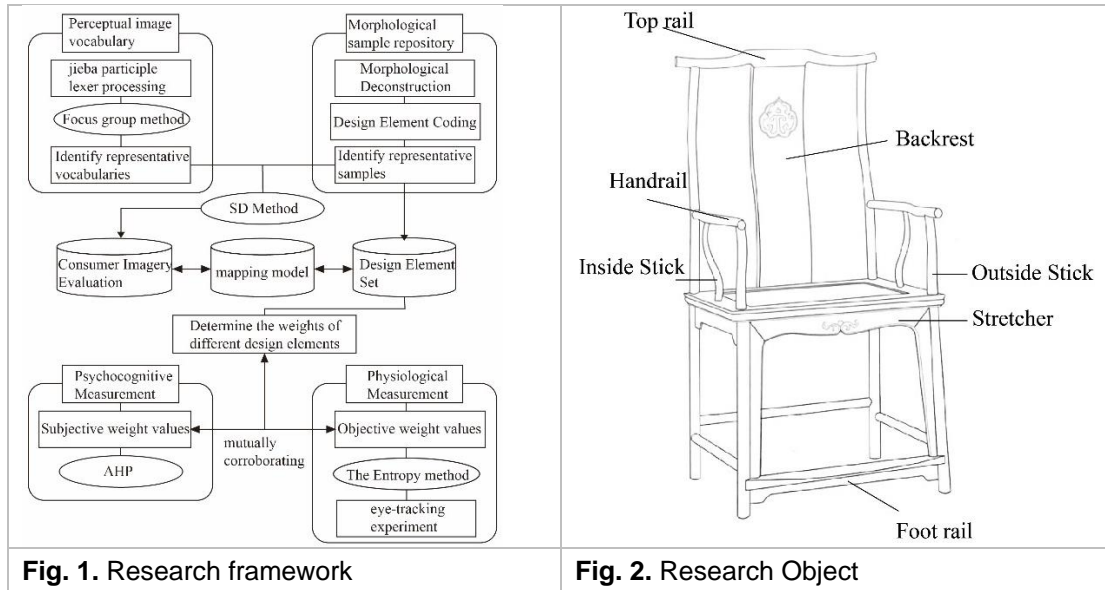 Perceptual image
vocabulary
jieba participle
lexer processing
Focus group method
Identify representative
vocabularies
Morphological
sample repository
Morphological
Deconstruction
Design Element Coding
Identify representative
samples
SD Method
Consumer Imagery
Evaluation
mapping model
Design Element
Set
Determine the weights of
different design elements
Psychocognitive
Measurement
Subjective weight values
AHP
mutually
corroborating
Physiological
Measurement
Objective weight values
The Entropy method
eye-tracking
experiment
Fig. 1. Research framework
Top rail
Backrest
Handrail
Inside Stick
Outside Stick
Stretcher
Foot rail
Fig. 2. Research Object